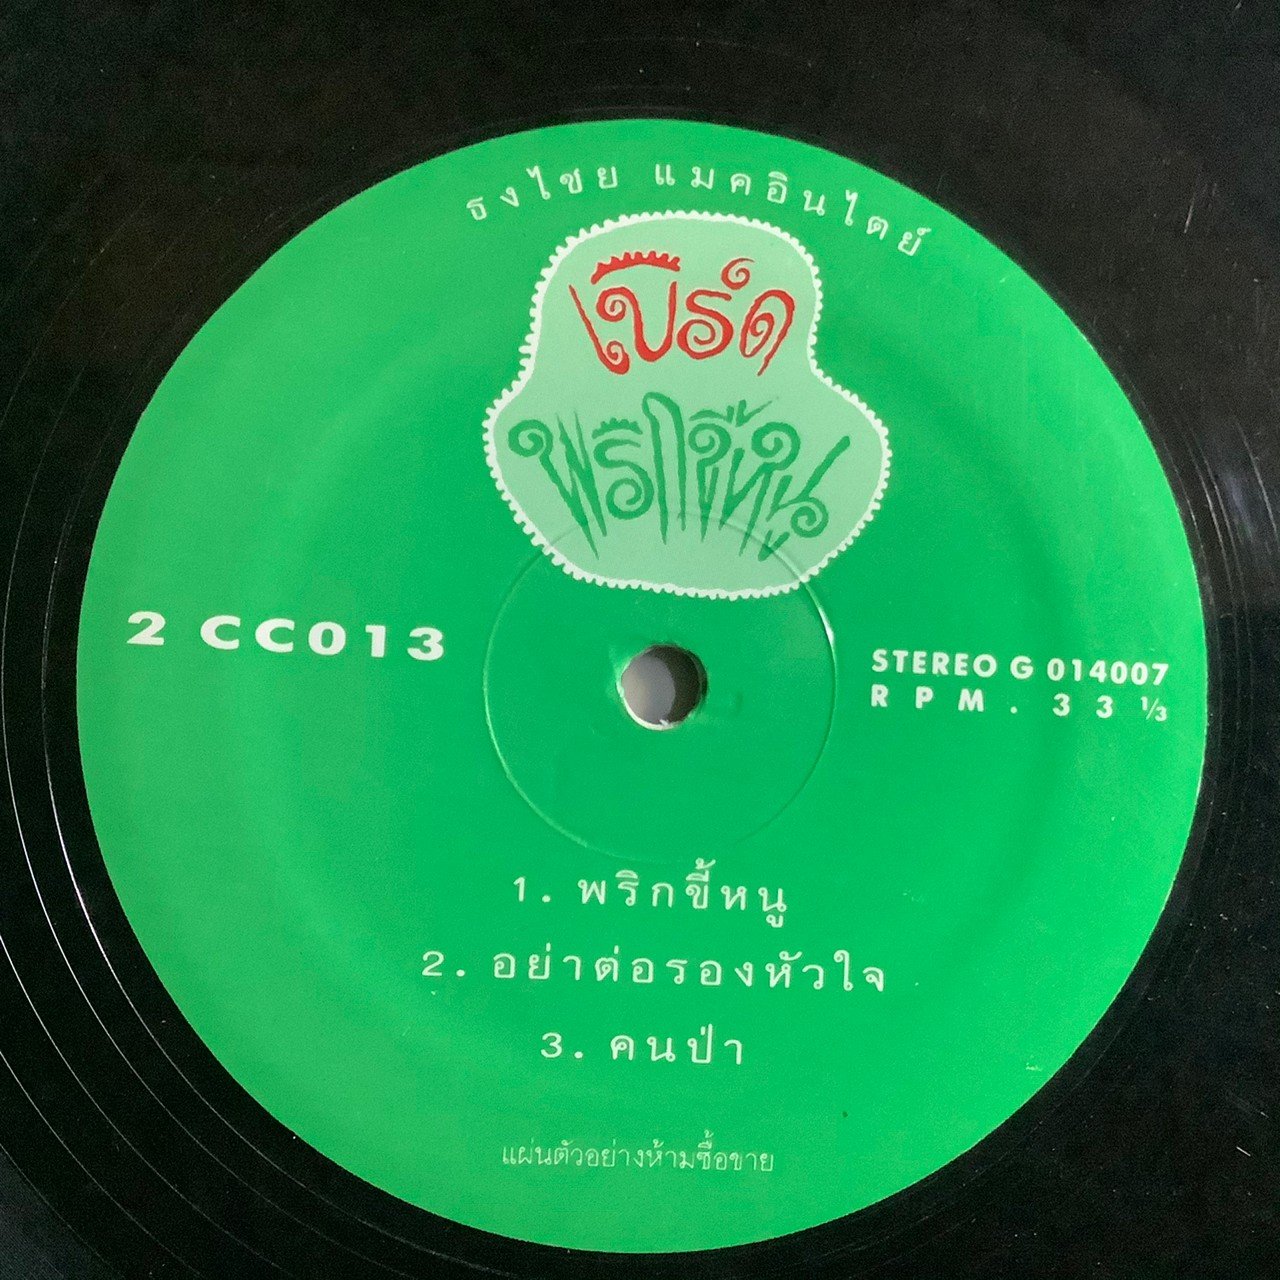 ธงไชย แมคอินไตย์
เบิร์ด
พริกขี้หนู
2 CC013
STEREO G 014007
RPM. 33 ⅓
1. พริกขี้หนู
2. อย่าต่อรองหัวใจ
3. คนป่า
แผ่นตัวอย่างห้ามซื้อขาย